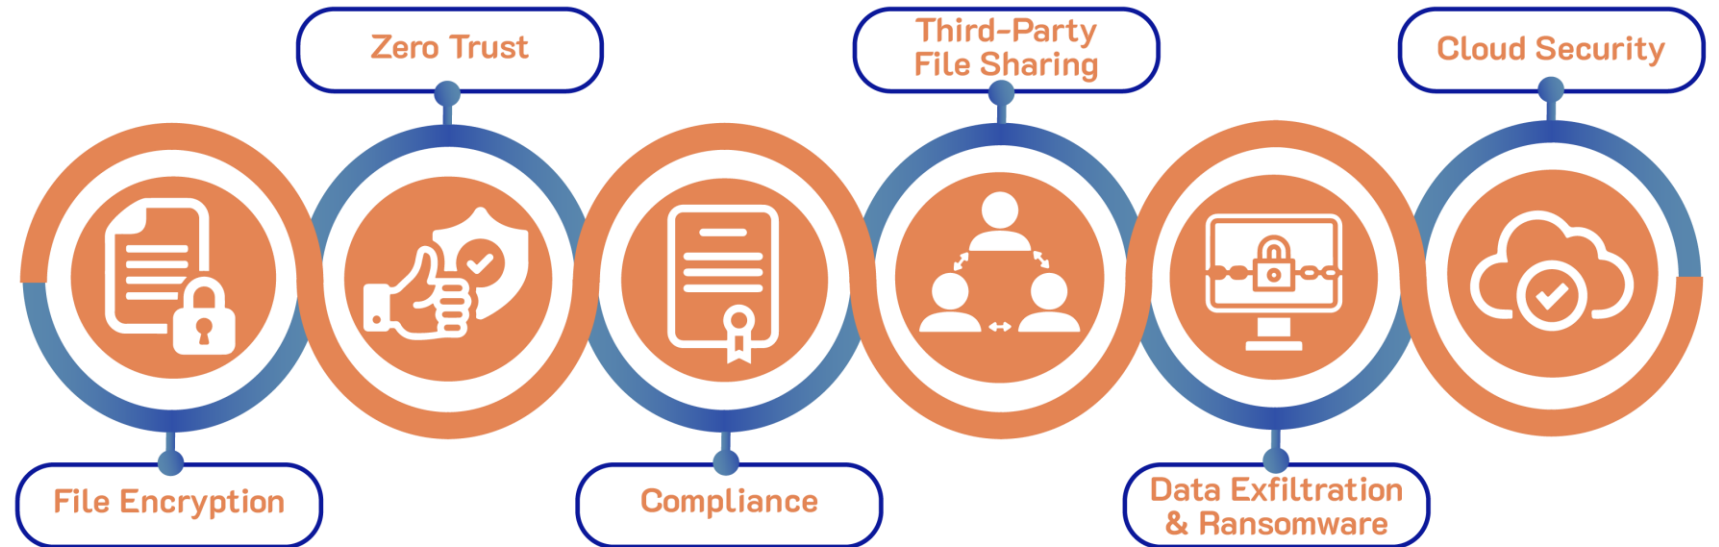 Zero Trust
Third-Party
File Sharing
Cloud Security
File Encryption
Compliance
Data Exfiltration
& Ransomware